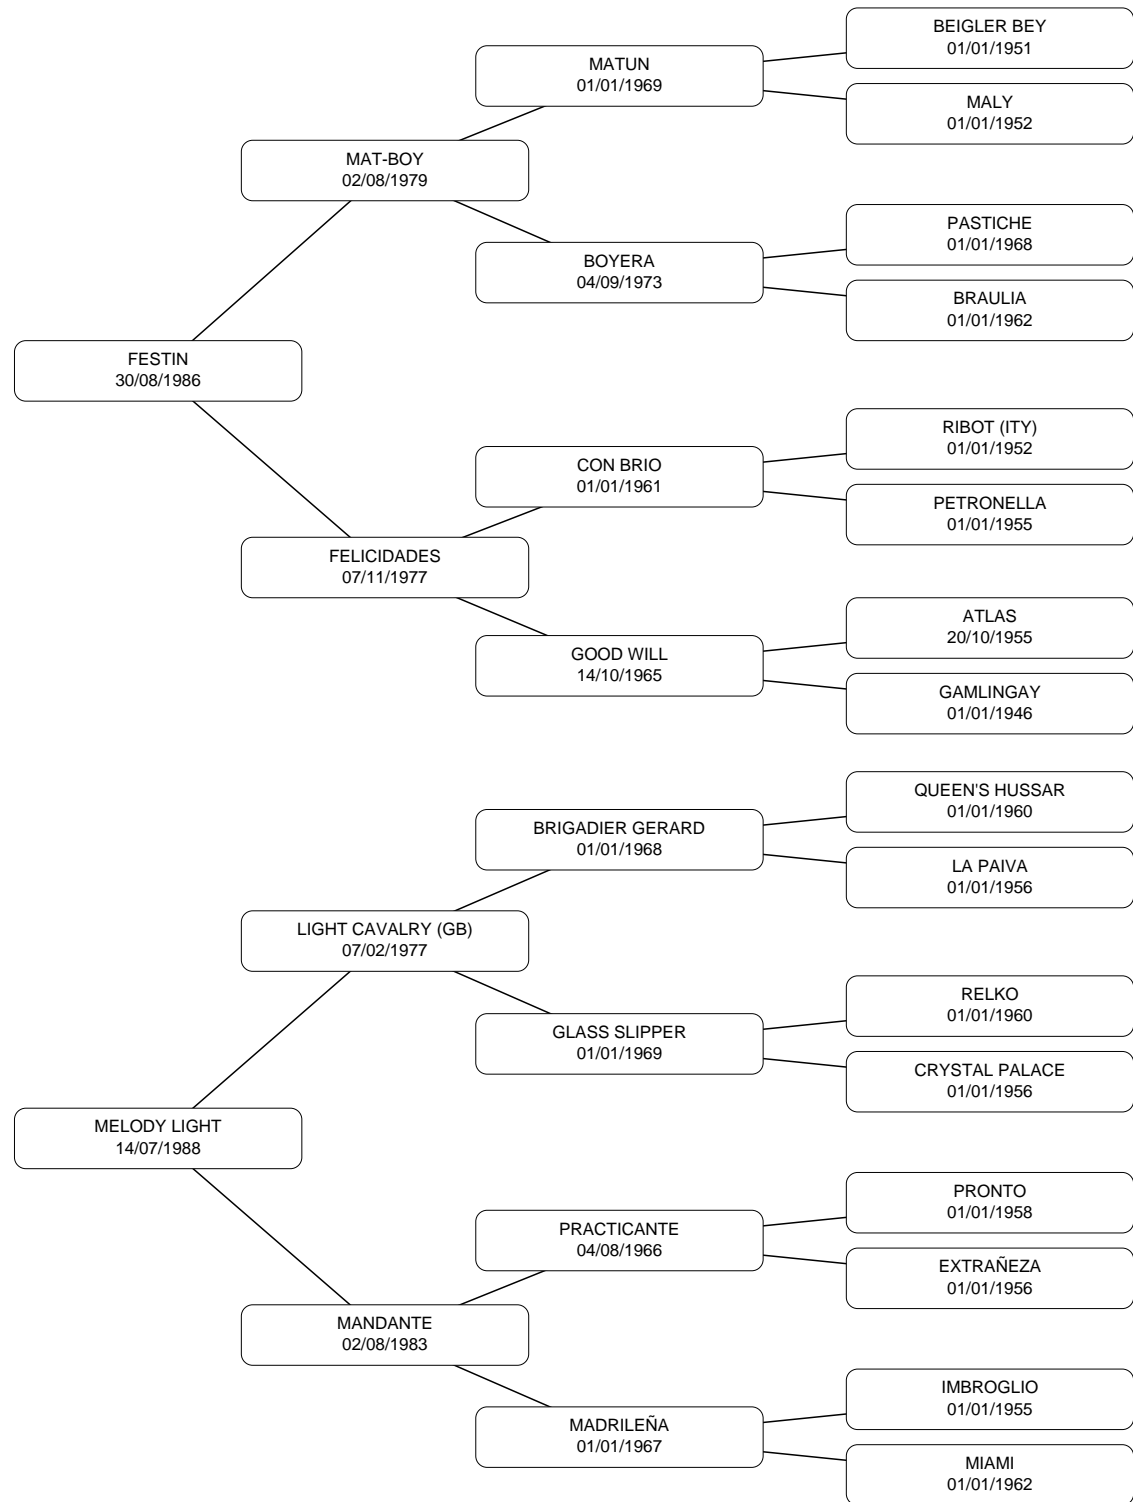 BEIGLER BEY
01/01/1951
MATUN
01/01/1969
MALY
01/01/1952
MAT-BOY
02/08/1979
PASTICHE
01/01/1968
BOYERA
04/09/1973
BRAULIA
01/01/1962
FESTIN
30/08/1986
RIBOT (ITY)
01/01/1952
CON BRIO
01/01/1961
PETRONELLA
01/01/1955
FELICIDADES
07/11/1977
ATLAS
20/10/1955
GOOD WILL
14/10/1965
GAMLINGAY
01/01/1946
QUEEN'S HUSSAR
01/01/1960
BRIGADIER GERARD
01/01/1968
LA PAIVA
01/01/1956
LIGHT CAVALRY (GB)
07/02/1977
RELKO
01/01/1960
GLASS SLIPPER
01/01/1969
CRYSTAL PALACE
01/01/1956
MELODY LIGHT
14/07/1988
PRONTO
01/01/1958
PRACTICANTE
04/08/1966
EXTRAÑEZA
01/01/1956
MANDANTE
02/08/1983
IMBROGLIO
01/01/1955
MADRILEÑA
01/01/1967
MIAMI
01/01/1962